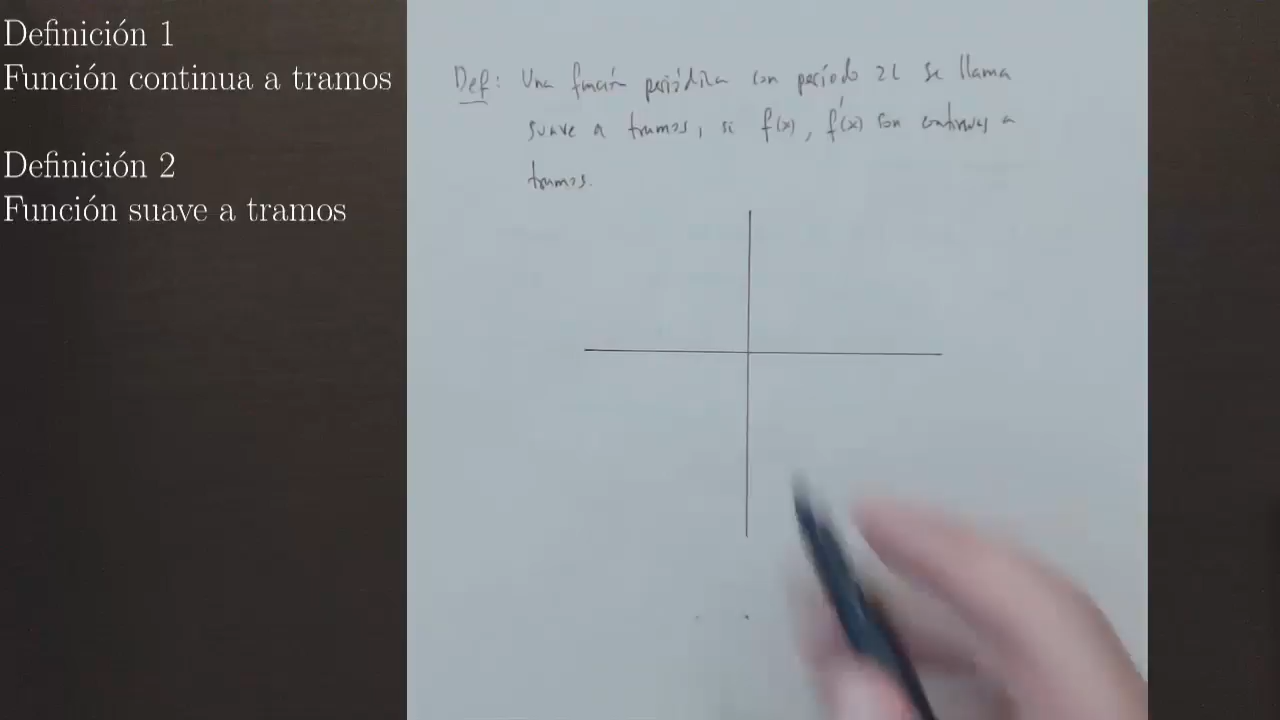 Definición 1
Función continua a tramos
Definición 2
Función suave a tramos
Def: Una función periódica con período 2L se llama
suave a tramos, si f(x), f'(x) son continuas a
tramos.